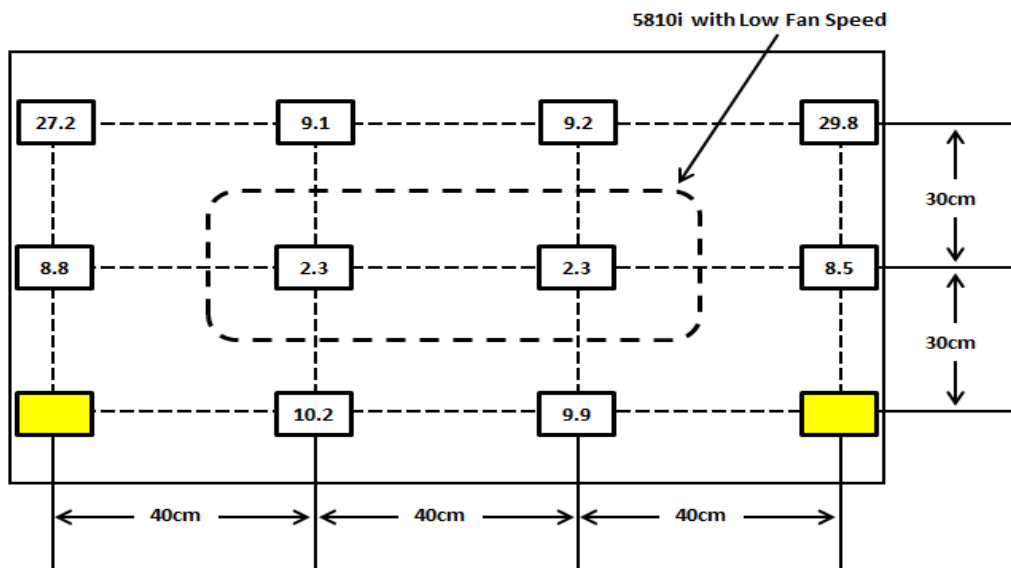 5810i with Low Fan Speed
27.2 9.1 9.2 29.8
30cm
8.8 2.3 2.3 8.5
30cm
10.2 9.9
40cm 40cm 40cm